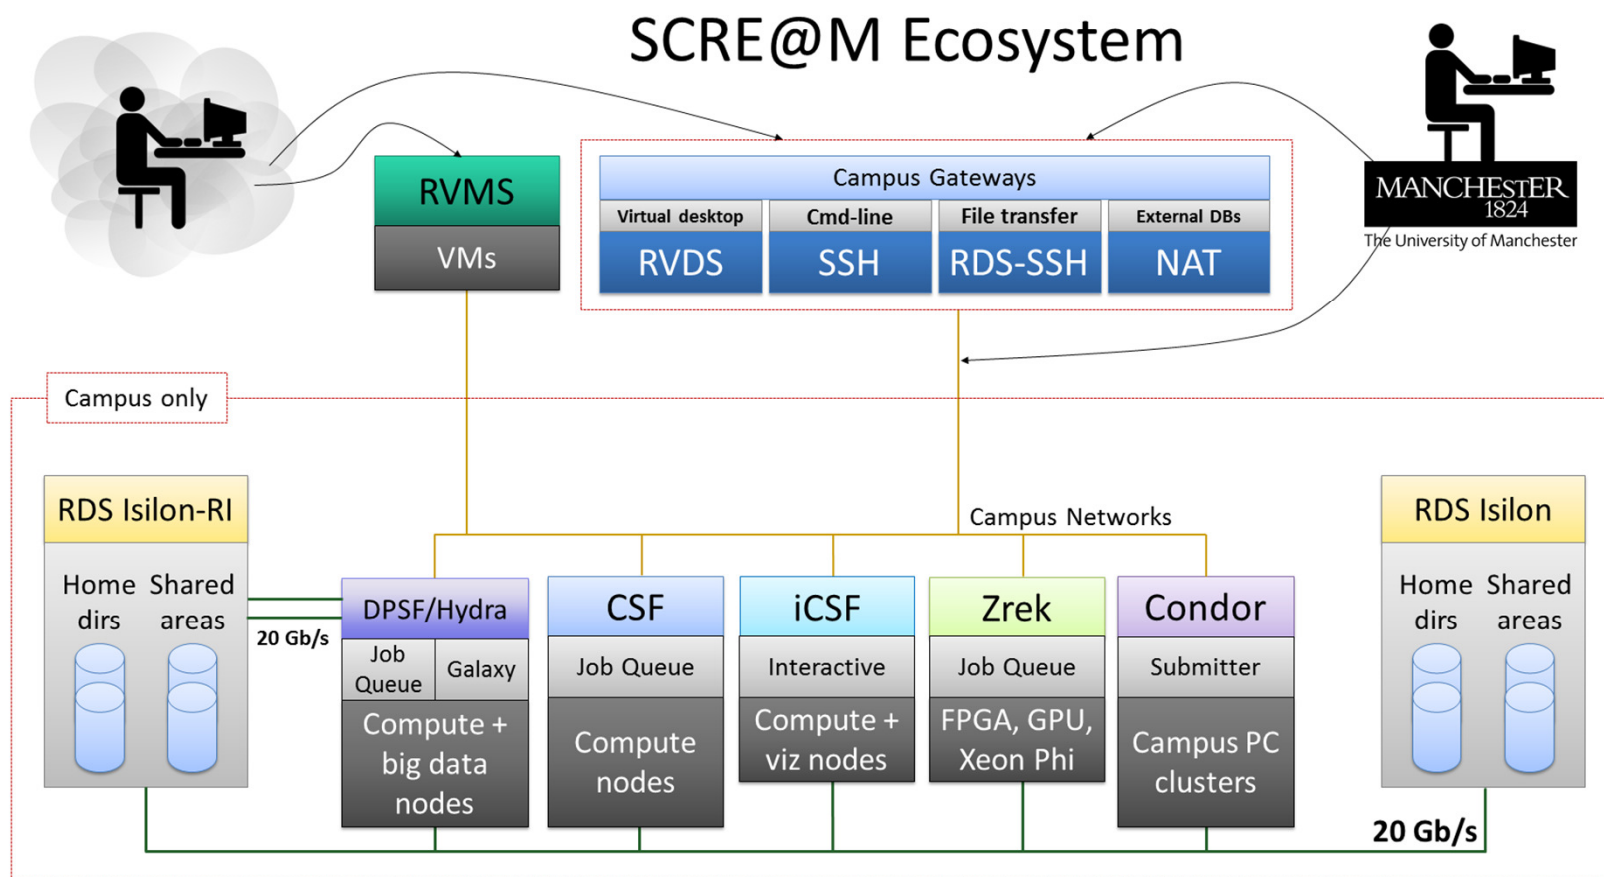 SCRE@M Ecosystem
MANCHEStER
1824
The University of Manchester
RVMS
VMs
Campus Gateways
Virtual desktop
RVDS
Cmd-line
SSH
File transfer
RDS-SSH
External DBs
NAT
Campus only
Campus Networks
RDS Isilon-RI
Home
dirs
Shared
areas
20 Gb/s
DPSF/Hydra
Job
Queue
Galaxy
Compute +
big data
nodes
CSF
Job Queue
Compute
nodes
iCSF
Interactive
Compute +
viz nodes
Zrek
Job Queue
FPGA, GPU,
Xeon Phi
Condor
Submitter
Campus PC
clusters
RDS Isilon
Home
dirs
Shared
areas
20 Gb/s